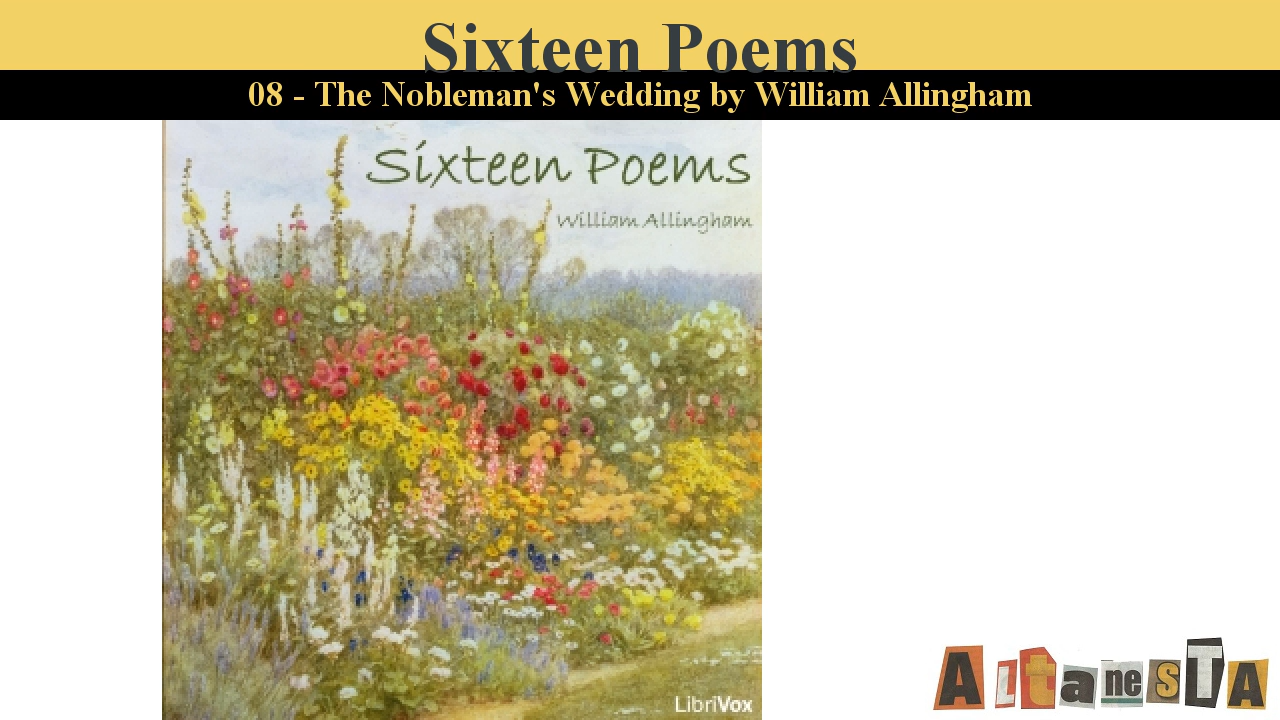 Sixteen Poems
08 - The Nobleman's Wedding by William Allingham
Sixteen Poems
William Allingham
LibriVox
AltanesTA